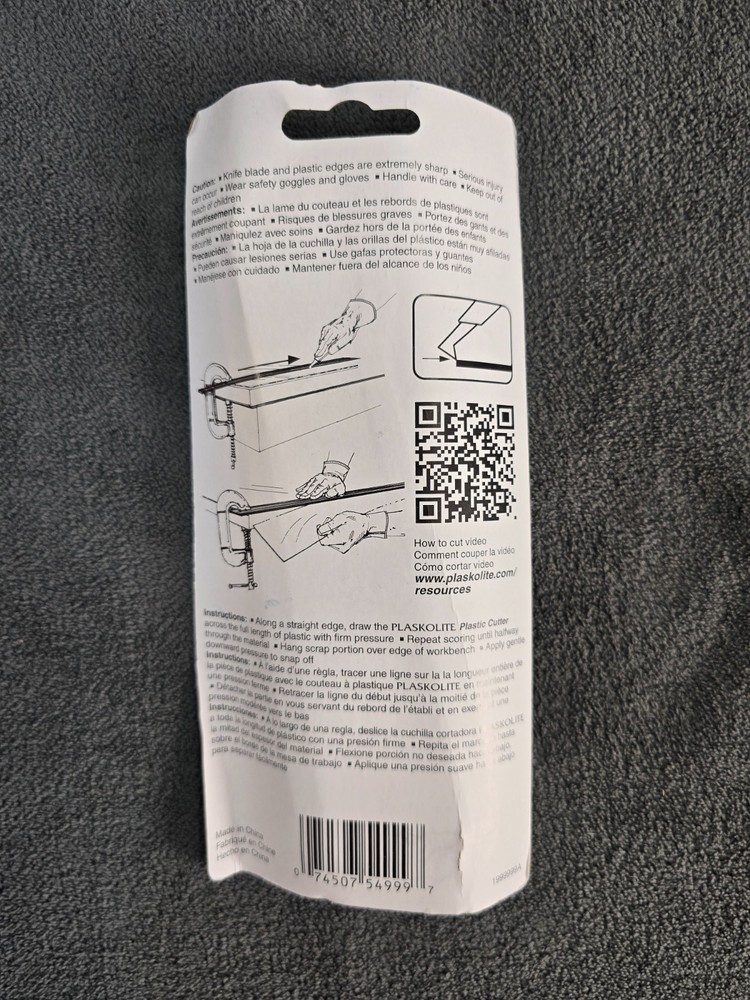 Caution: ▪ Knife blade and plastic edges are extremely sharp ▪ Serious injury
can occur ▪ Wear safety goggles and gloves ▪ Handle with care ▪ Keep out of
reach of children
Avertissements: ▪ La lame du couteau et les rebords de plastiques sont
extrêmement coupant ▪ Risques de blessures graves ▪ Portez des gants et des
sécurité ▪ Maniqulez avec soins ▪ Gardez hors de la portée des enfants
Precaución: ▪ La hoja de la cuchilla y las orillas del plástico están muy afiladas
▪ Pueden causar lesiones serias ▪ Use gafas protectoras y guantes
▪ Manéjese con cuidado ▪ Mantener fuera del alcance de los niños
How to cut video
Comment couper la vidéo
Cómo cortar video
www.plaskolite.com/
resources
Instructions: ▪ Along a straight edge, draw the PLASKOLITE Plastic Cutter
across the full length of plastic with firm pressure ▪ Repeat scoring until halfway
through the material ▪ Hang scrap portion over edge of workbench ▪ Apply gentle
downward pressure to snap off
Instructions: ▪ À l'aide d'une règle, tracer une ligne sur la la longueur entière de
la pièce de plastique avec le couteau à plastique PLASKOLITE en
une pression ferme ▪ Retracer la ligne du début jusqu'à la moitié
▪ Détacher la partie en vous servant du rebord de l'établi et en une
pression modérée vers le bas
Instrucciones: ▪ A lo largo de una regla, deslice la cuchilla cortadora
a todo la longitud de plástico con una presión firme ▪ Repita el hasta
la mitad del espesor del material ▪ Flexione porción no deseada
sobre el borde de la mesa de trabajo ▪ Aplique una presión suave
para separar fácilmente
Made in China
Fabriqué en Chine
Hecho en China
0 74507 54999 7